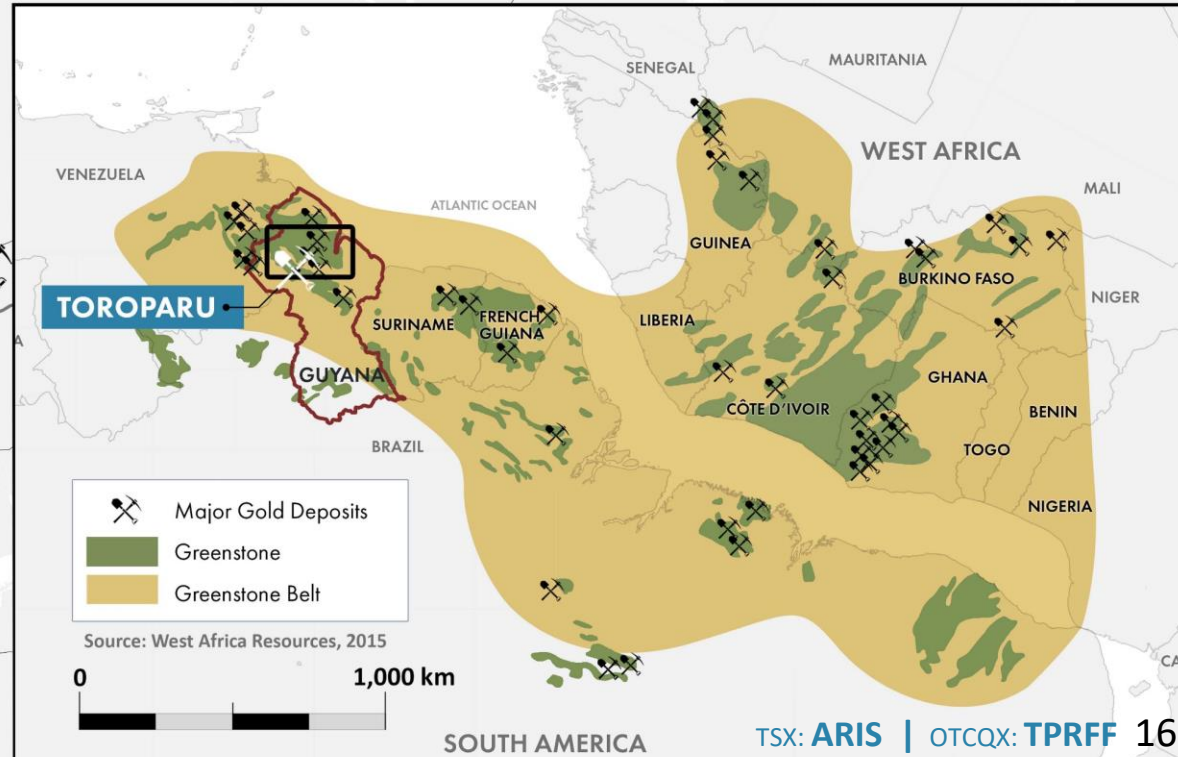 SENEGAL
MAURITANIA
WEST AFRICA
VENEZUELA
MALI
ATLANTIC OCEAN
GUINEA
BURKINO FASO
NIGER
TOROPARU
SURINAME
FRENCH
GUIANA
LIBERIA
GUYANA
GHANA
CÔTE D'IVOIR
BENIN
BRAZIL
TOGO
NIGERIA
Major Gold Deposits
Greenstone
Greenstone Belt
Source: West Africa Resources, 2015
0 1,000 km
CA
SOUTH AMERICA
TSX: ARIS | OTCQX: TPRFF 16